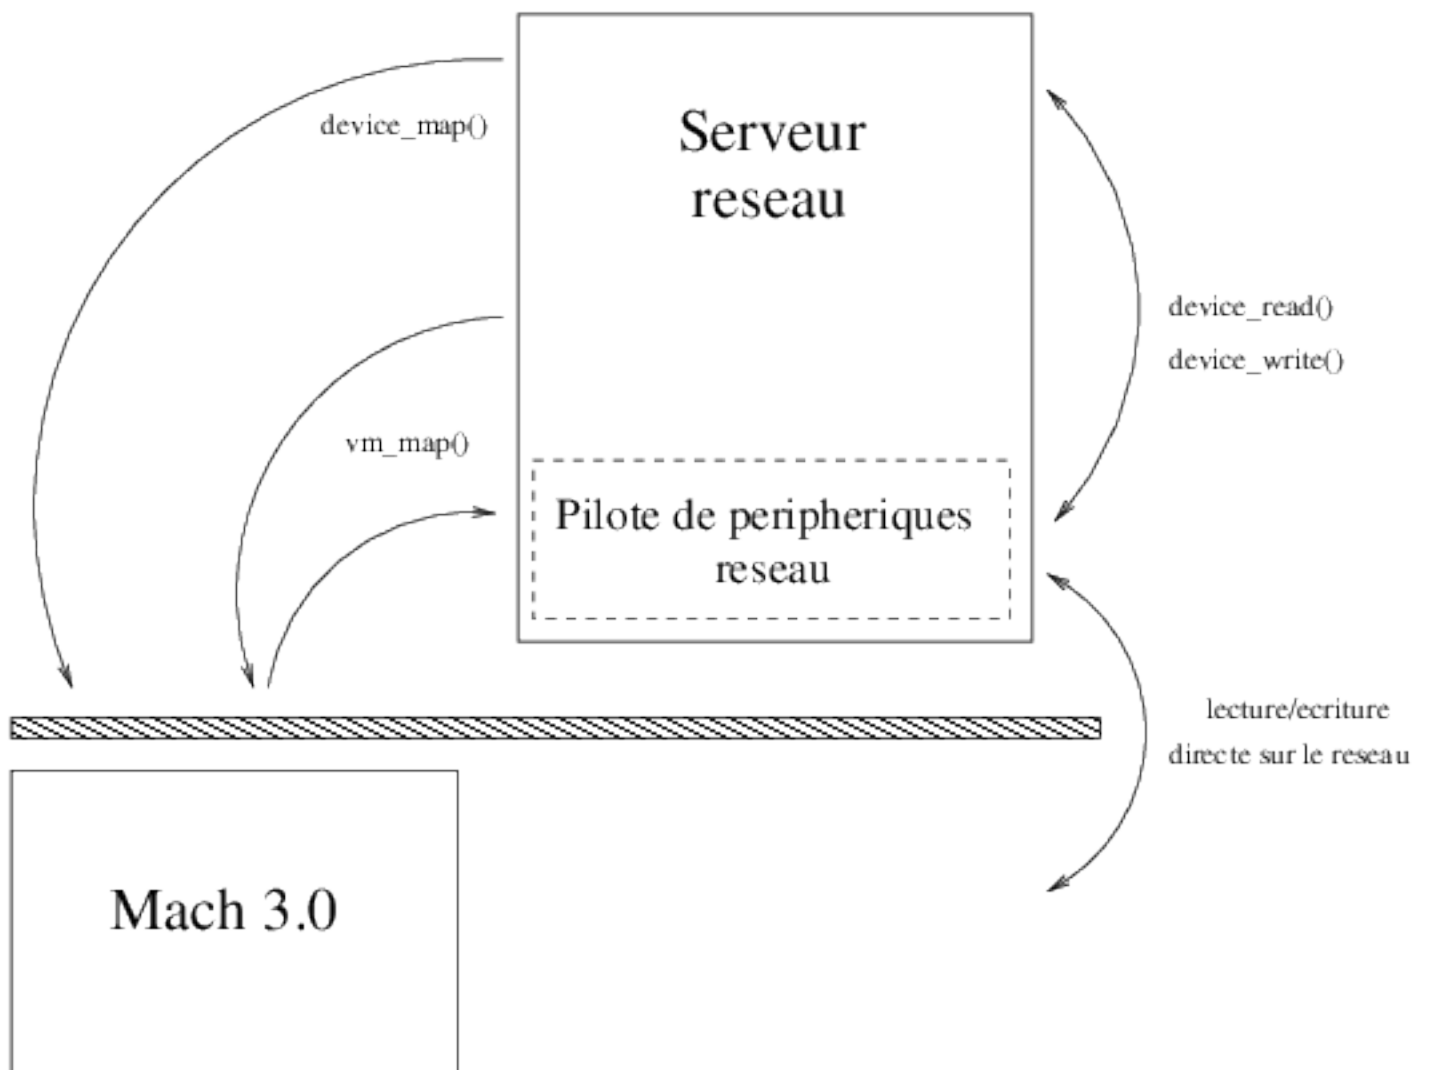 device_map()
Serveur
reseau
device_read()
device_write()
vm_map()
Pilote de peripheriques
reseau
lecture/ecriture
directe sur le reseau
Mach 3.0